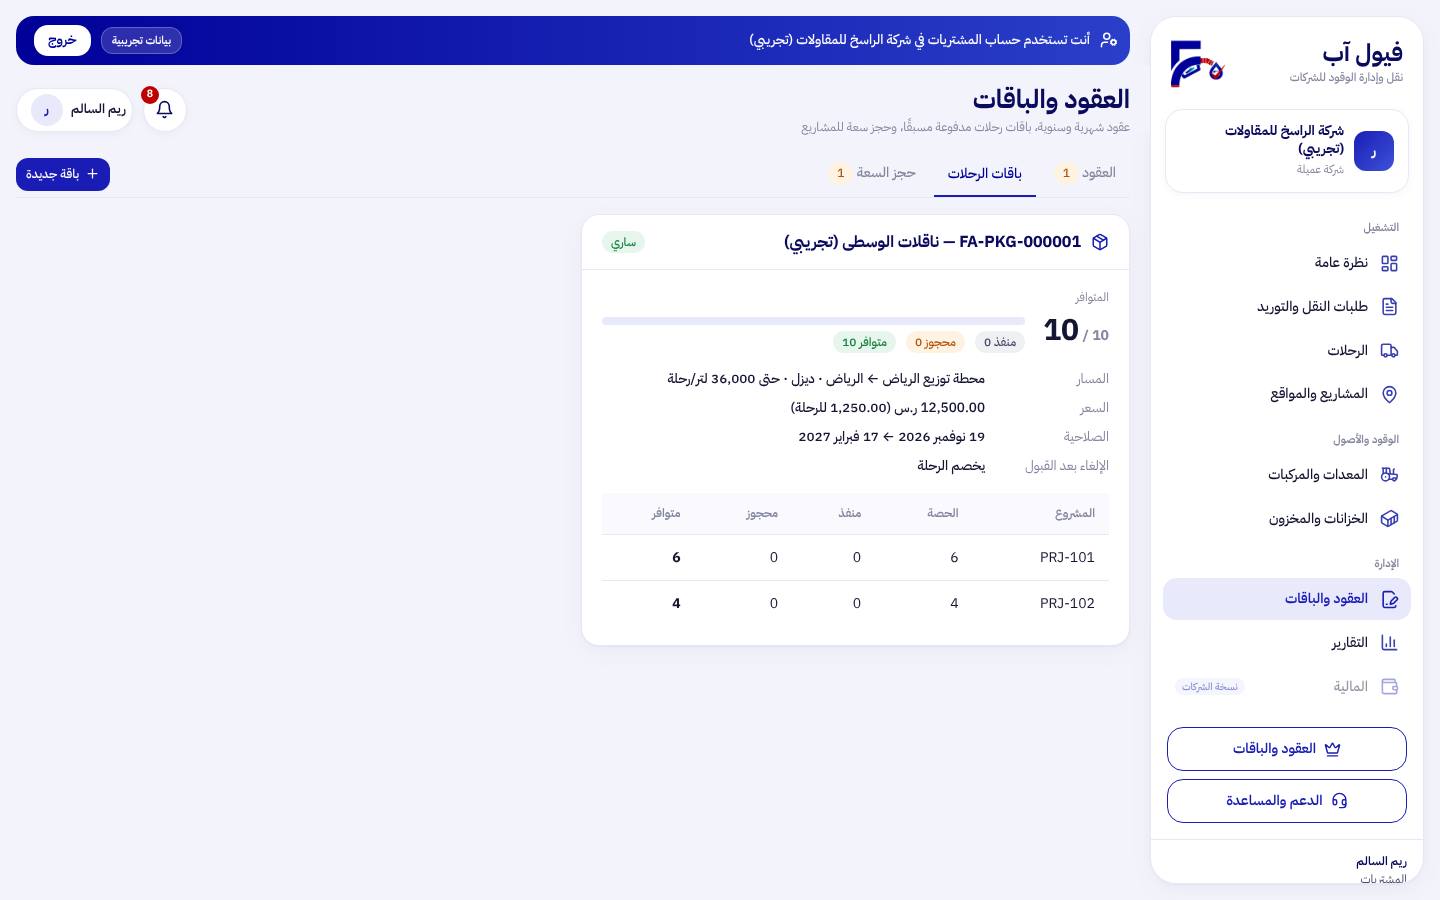 أنت تستخدم حساب المشتريات في شركة الراسخ للمقاولات (تجريبي)
بيانات تجريبية
خروج
فيول آب
نقل وإدارة الوقود للشركات
شركة الراسخ للمقاولات (تجريبي)
شركة عميلة
ر
التشغيل
نظرة عامة
طلبات النقل والتوريد
الرحلات
المشاريع والمواقع
الوقود والأصول
المعدات والمركبات
الخزانات والمخزون
الإدارة
العقود والباقات
التقارير
المالية
نسخة الشركات
العقود والباقات
الدعم والمساعدة
ريم السالم
المشتريات
العقود والباقات
عقود شهرية وسنوية، باقات رحلات مدفوعة مسبقًا، وحجز سعة للمشاريع
8
ريم السالم
ر
العقود 1
باقات الرحلات
حجز السعة 1
باقة جديدة
FA-PKG-000001 — ناقلات الوسطى (تجريبي)
ساري
المتوافر
10 / 10
منفذ 0
محجوز 0
متوافر 10
المسار
محطة توزيع الرياض ← الرياض · ديزل · حتى 36,000 لتر/رحلة
السعر
12,500.00 ر.س (1,250.00 للرحلة)
الصلاحية
19 نوفمبر 2026 ← 17 فبراير 2027
الإلغاء بعد القبول
يخصم الرحلة
المشروع الحصة منفذ محجوز متوافر
PRJ-101 6 0 0 6
PRJ-102 4 0 0 4